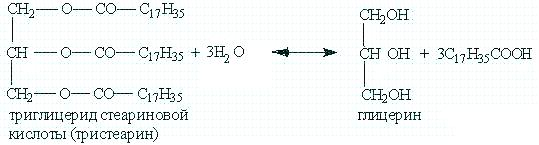 CH₂ — O — CO — C₁₇H₃₅ CH₂OH
CH — O — CO — C₁₇H₃₅ + 3H₂O ⟷ CH OH + 3C₁₇H₃₅COOH
CH₂ — O — CO — C₁₇H₃₅ CH₂OH
триглицерид стеариновой глицерин
кислоты (тристеарин)